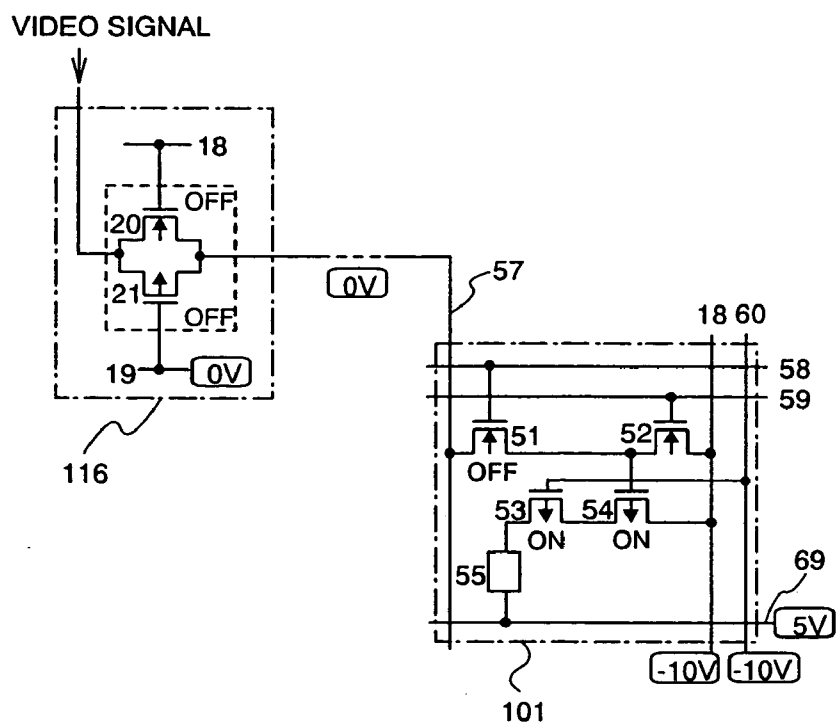 VIDEO SIGNAL
18
OFF
20
21
OFF
19
0V
116
0V
57
18 60
58
59
51
52
OFF
53
54
ON
ON
55
69
5V
-10V
-10V
101